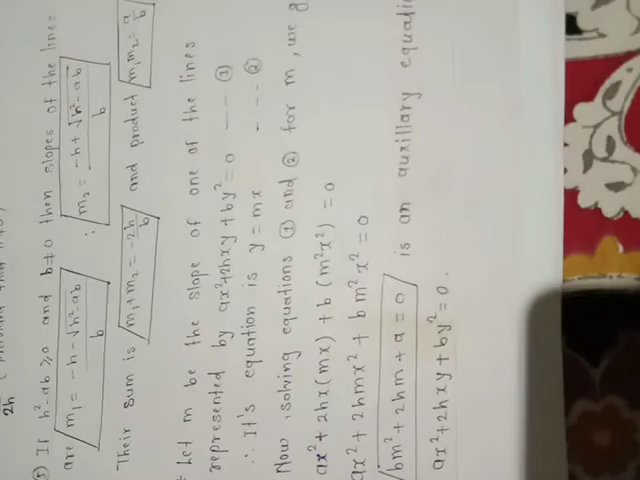 2h
⑤ If h²-ab ≥0 and b≠0 then slopes of the lines
are m₁ = -h-√h²-ab / b ; m₂ = -h+√h²-ab / b
Their sum is m₁+m₂ = -2h/b and product m₁m₂ = a/b
Let m be the slope of one of the lines
represented by ax²+2hxy+by²=0 --- ①
∴ It's equation is y=mx --- ②
Now, solving equations ① and ② for m, we g
ax²+2hx(mx)+b(m²x²)=0
ax²+2hmx²+bm²x²=0
bm²+2hm+a=0 is an auxillary equatio
ax²+2hxy+by²=0.